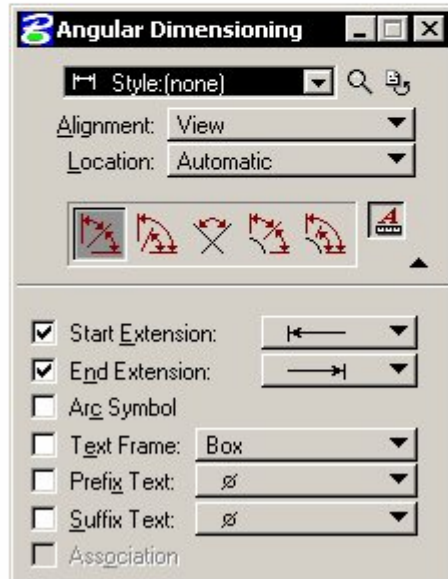 Angular Dimensioning
Style:(none)
Alignment: View
Location: Automatic
A
Start Extension:
End Extension:
Arc Symbol
Text Frame: Box
Prefix Text: ø
Suffix Text: ø
Association